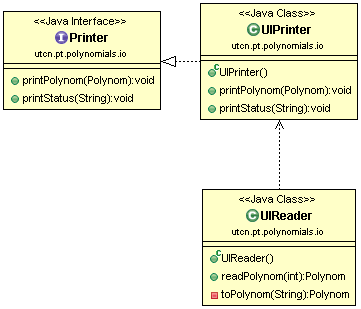 <<Java Interface>>
Printer
utcn.pt.polynomials.io
printPolynom(Polynom):void
printStatus(String):void
<<Java Class>>
UIPrinter
utcn.pt.polynomials.io
UIPrinter()
printPolynom(Polynom):void
printStatus(String):void
<<Java Class>>
UIReader
utcn.pt.polynomials.io
UIReader()
readPolynom(int):Polynom
toPolynom(String):Polynom